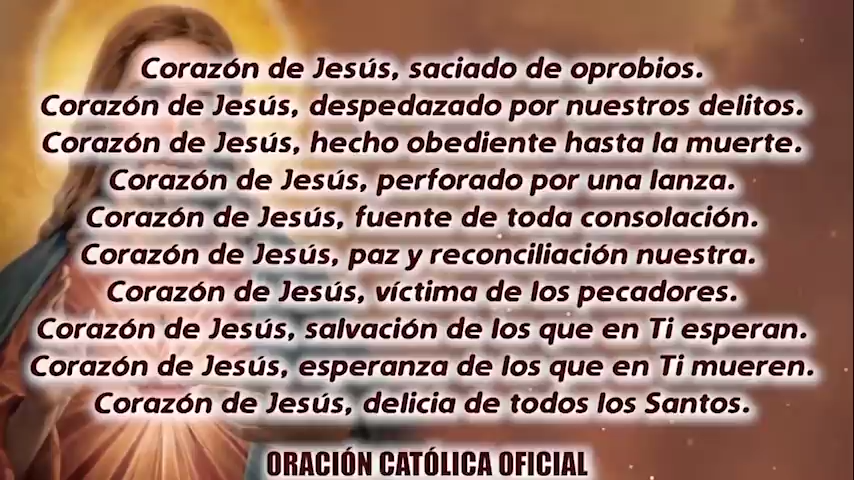 Corazón de Jesús, saciado de oprobios.
Corazón de Jesús, despedazado por nuestros delitos.
Corazón de Jesús, hecho obediente hasta la muerte.
Corazón de Jesús, perforado por una lanza.
Corazón de Jesús, fuente de toda consolación.
Corazón de Jesús, paz y reconciliación nuestra.
Corazón de Jesús, víctima de los pecadores.
Corazón de Jesús, salvación de los que en Ti esperan.
Corazón de Jesús, esperanza de los que en Ti mueren.
Corazón de Jesús, delicia de todos los Santos.
ORACIÓN CATÓLICA OFICIAL